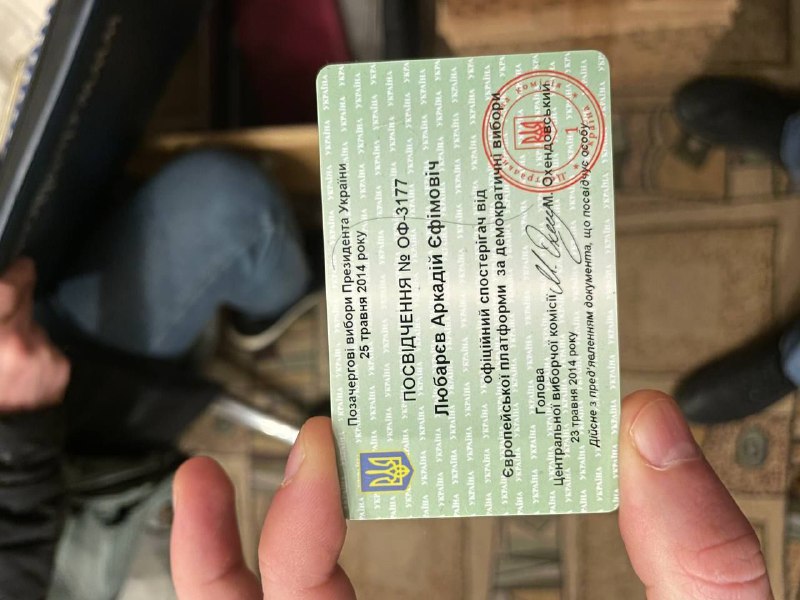 Позачергові вибори Президента України
25 травня 2014 року
ПОСВІДЧЕННЯ № ОФ-3177
Любарєв Аркадій Єфімовіч
офіційний спостерігач від
Європейської платформи за демократичні вибори
Голова
Центральної виборчої комісії
М. Охендовський
23 травня 2014 року
Дійсне з пред'явленням документа, що посвідчує особу
УКРАЇНА